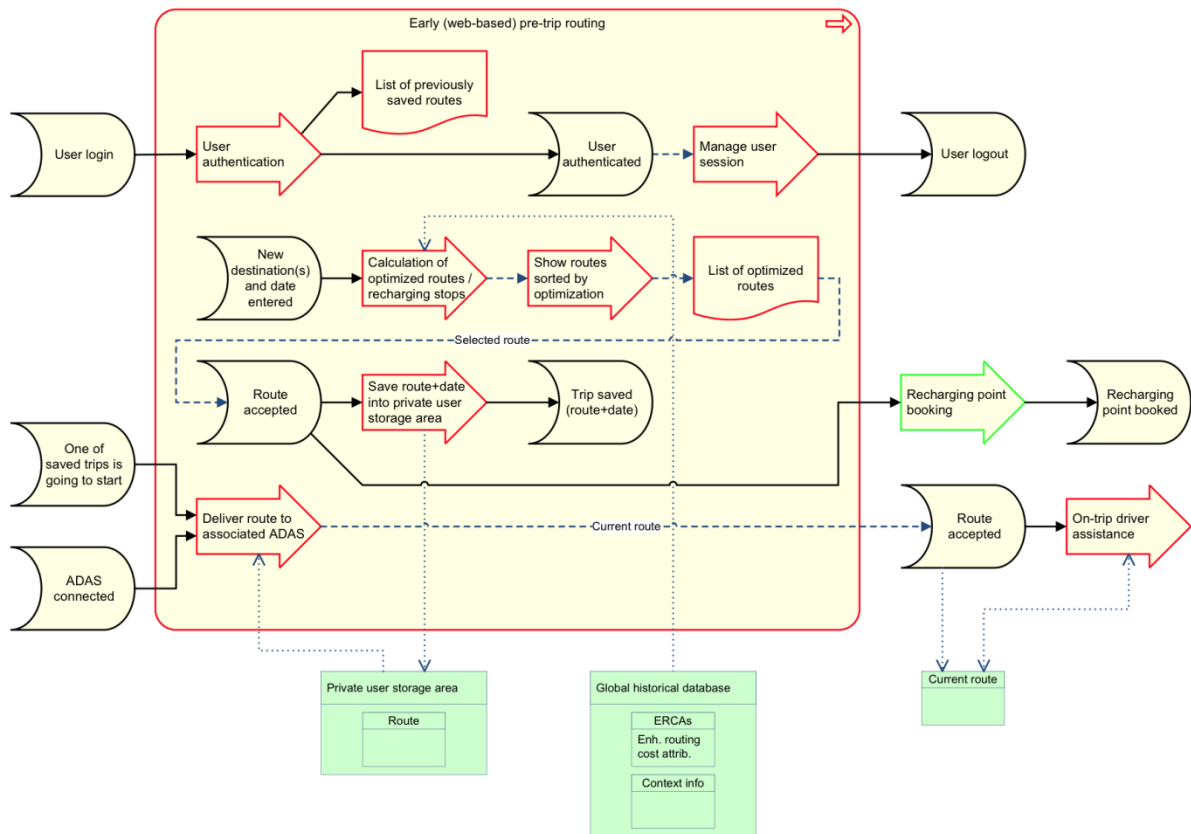 Early (web-based) pre-trip routing
List of previously
saved routes
User login
User
authentication
User
authenticated
Manage user
session
User logout
New
destination(s)
and date
entered
Calculation of
optimized routes /
recharging stops
Show routes
sorted by
optimization
List of optimized
routes
Selected route
Route
accepted
Save route+date
into private user
storage area
Trip saved
(route+date)
Recharging point
booking
Recharging
point booked
One of
saved trips is
going to start
Deliver route to
associated ADAS
Current route
Route
accepted
On-trip driver
assistance
ADAS
connected
Private user storage area
Route
Global historical database
ERCAs
Enh. routing
cost attrib.
Context info
Current route